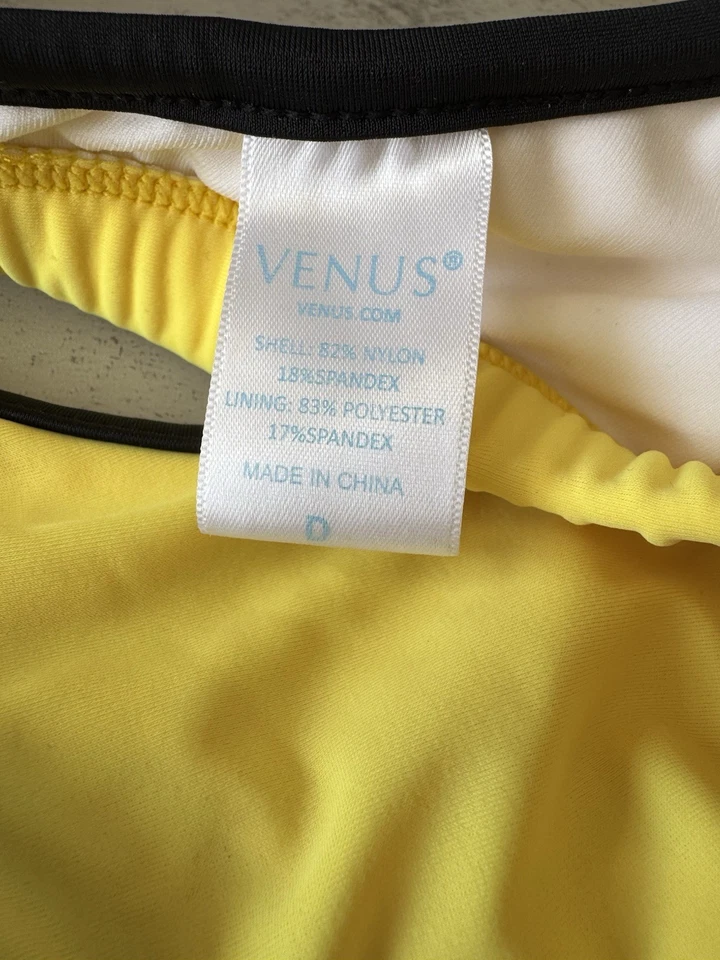 VENUS®
VENUS.COM
SHELL: 82% NYLON
18%SPANDEX
LINING: 83% POLYESTER
17%SPANDEX
MADE IN CHINA
D